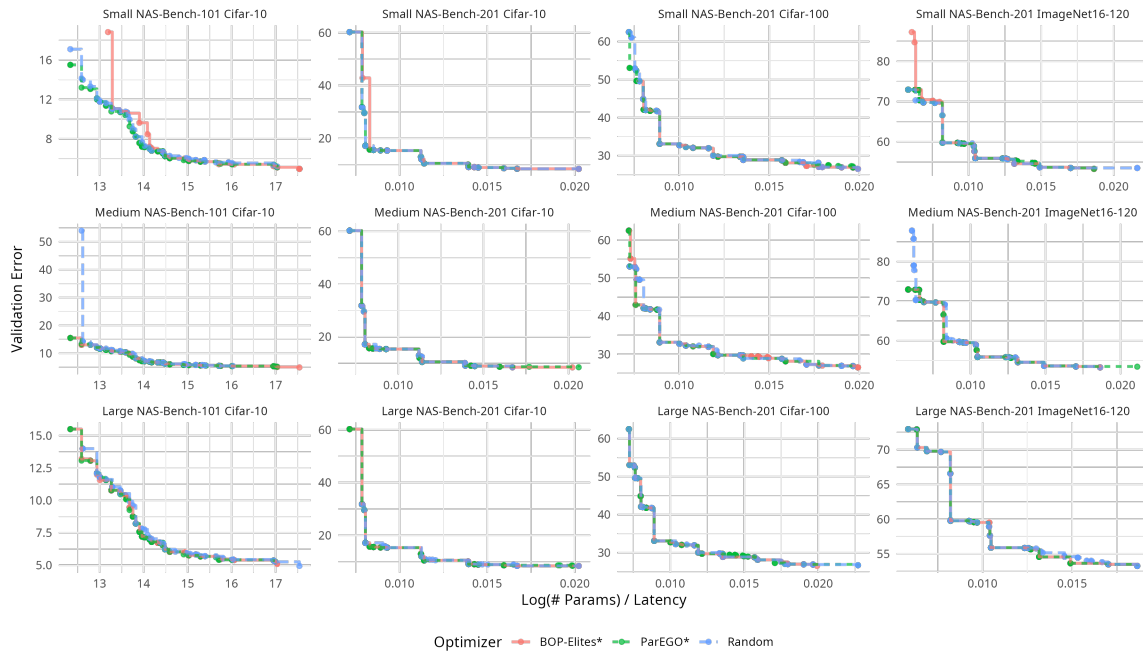 Small NAS-Bench-101 Cifar-10
Small NAS-Bench-201 Cifar-10
Small NAS-Bench-201 Cifar-100
Small NAS-Bench-201 ImageNet16-120
16
12
8
13 14 15 16 17
60
40
20
0.010 0.015 0.020
60
50
40
30
0.010 0.015 0.020
80
70
60
0.010 0.015 0.020
Medium NAS-Bench-101 Cifar-10
Medium NAS-Bench-201 Cifar-10
Medium NAS-Bench-201 Cifar-100
Medium NAS-Bench-201 ImageNet16-120
50
40
30
20
10
13 14 15 16 17
60
40
20
0.010 0.015 0.020
60
50
40
30
0.010 0.015 0.020
80
70
60
0.010 0.015 0.020
Large NAS-Bench-101 Cifar-10
Large NAS-Bench-201 Cifar-10
Large NAS-Bench-201 Cifar-100
Large NAS-Bench-201 ImageNet16-120
15.0
12.5
10.0
7.5
5.0
13 14 15 16 17
60
40
20
0.010 0.015 0.020
60
50
40
30
0.010 0.015 0.020
70
65
60
55
0.010 0.015
Validation Error
Log(# Params) / Latency
Optimizer BOP-Elites* ParEGO* Random